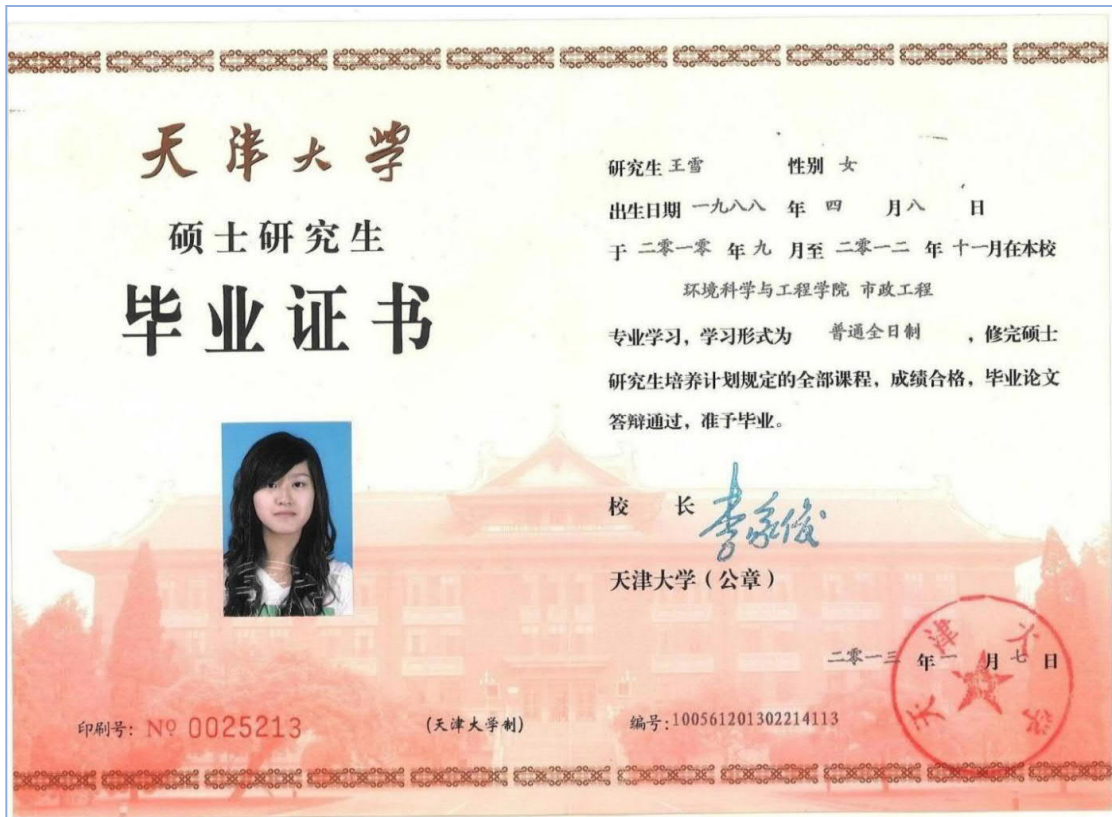 天津大学
硕士研究生
毕业证书
印刷号: Nº 0025213
(天津大学制)
研究生 王雪 性别 女
出生日期 一九八八 年 四 月 八 日
于 二零一零 年 九 月至 二零一二 年 十一月在本校
环境科学与工程学院 市政工程
专业学习，学习形式为 普通全日制 ，修完硕士
研究生培养计划规定的全部课程，成绩合格，毕业论文
答辩通过，准予毕业。
校 长 李家俊
天津大学（公章）
二零一三 年 一 月 七 日
天津大学
编号:100561201302214113